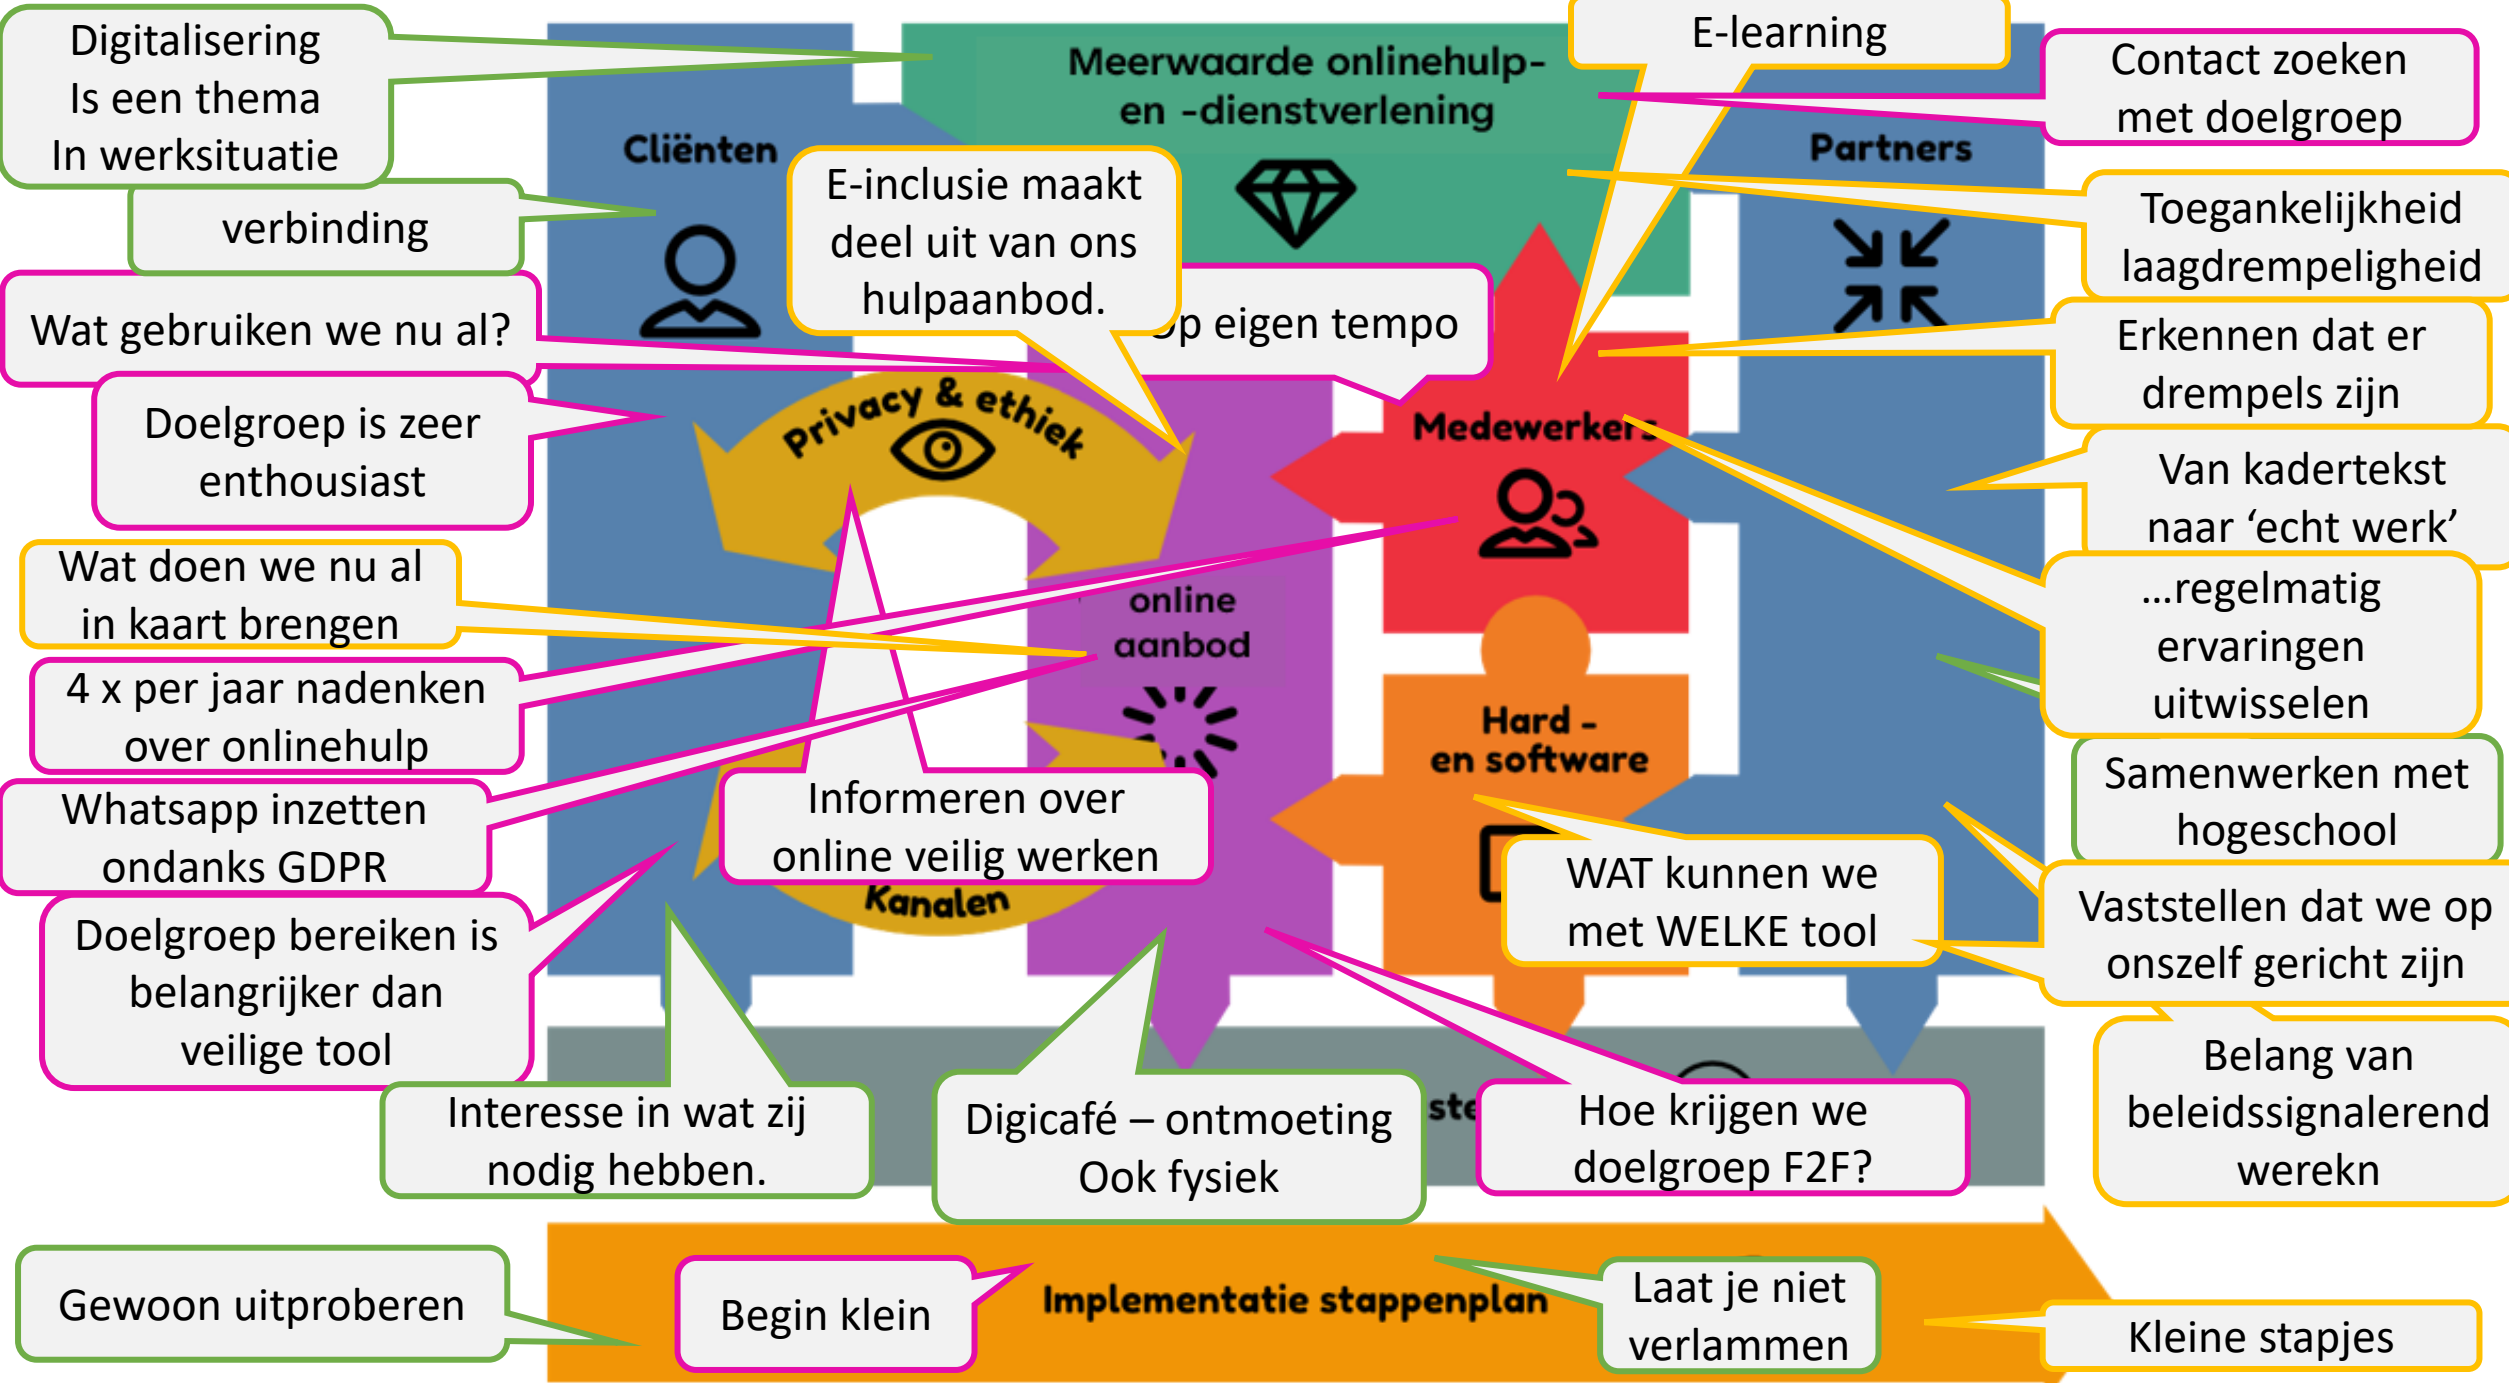 Digitalisering
Is een thema
In werksituatie
verbinding
Wat gebruiken we nu al?
Doelgroep is zeer
enthousiast
Wat doen we nu al
in kaart brengen
4 x per jaar nadenken
over onlinehulp
Whatsapp inzetten
ondanks GDPR
Doelgroep bereiken is
belangrijker dan
veilige tool
Interesse in wat zij
nodig hebben.
Gewoon uitproberen
Cliënten
Meerwaarde onlinehulp-
en -dienstverlening
E-inclusie maakt
deel uit van ons
hulpaanbod.
Op eigen tempo
Privacy & ethiek
online
aanbod
Informeren over
online veilig werken
Kanalen
Digicafé – ontmoeting
Ook fysiek
Begin klein
Implementatie stappenplan
E-learning
Medewerkers
Hard -
en software
WAT kunnen we
met WELKE tool
Hoe krijgen we
doelgroep F2F?
Laat je niet
verlammen
Partners
Contact zoeken
met doelgroep
Toegankelijkheid
laagdrempeligheid
Erkennen dat er
drempels zijn
Van kadertekst
naar ‘echt werk’
...regelmatig
ervaringen
uitwisselen
Samenwerken met
hogeschool
Vaststellen dat we op
onszelf gericht zijn
Belang van
beleidssignalerend
werekn
Kleine stapjes